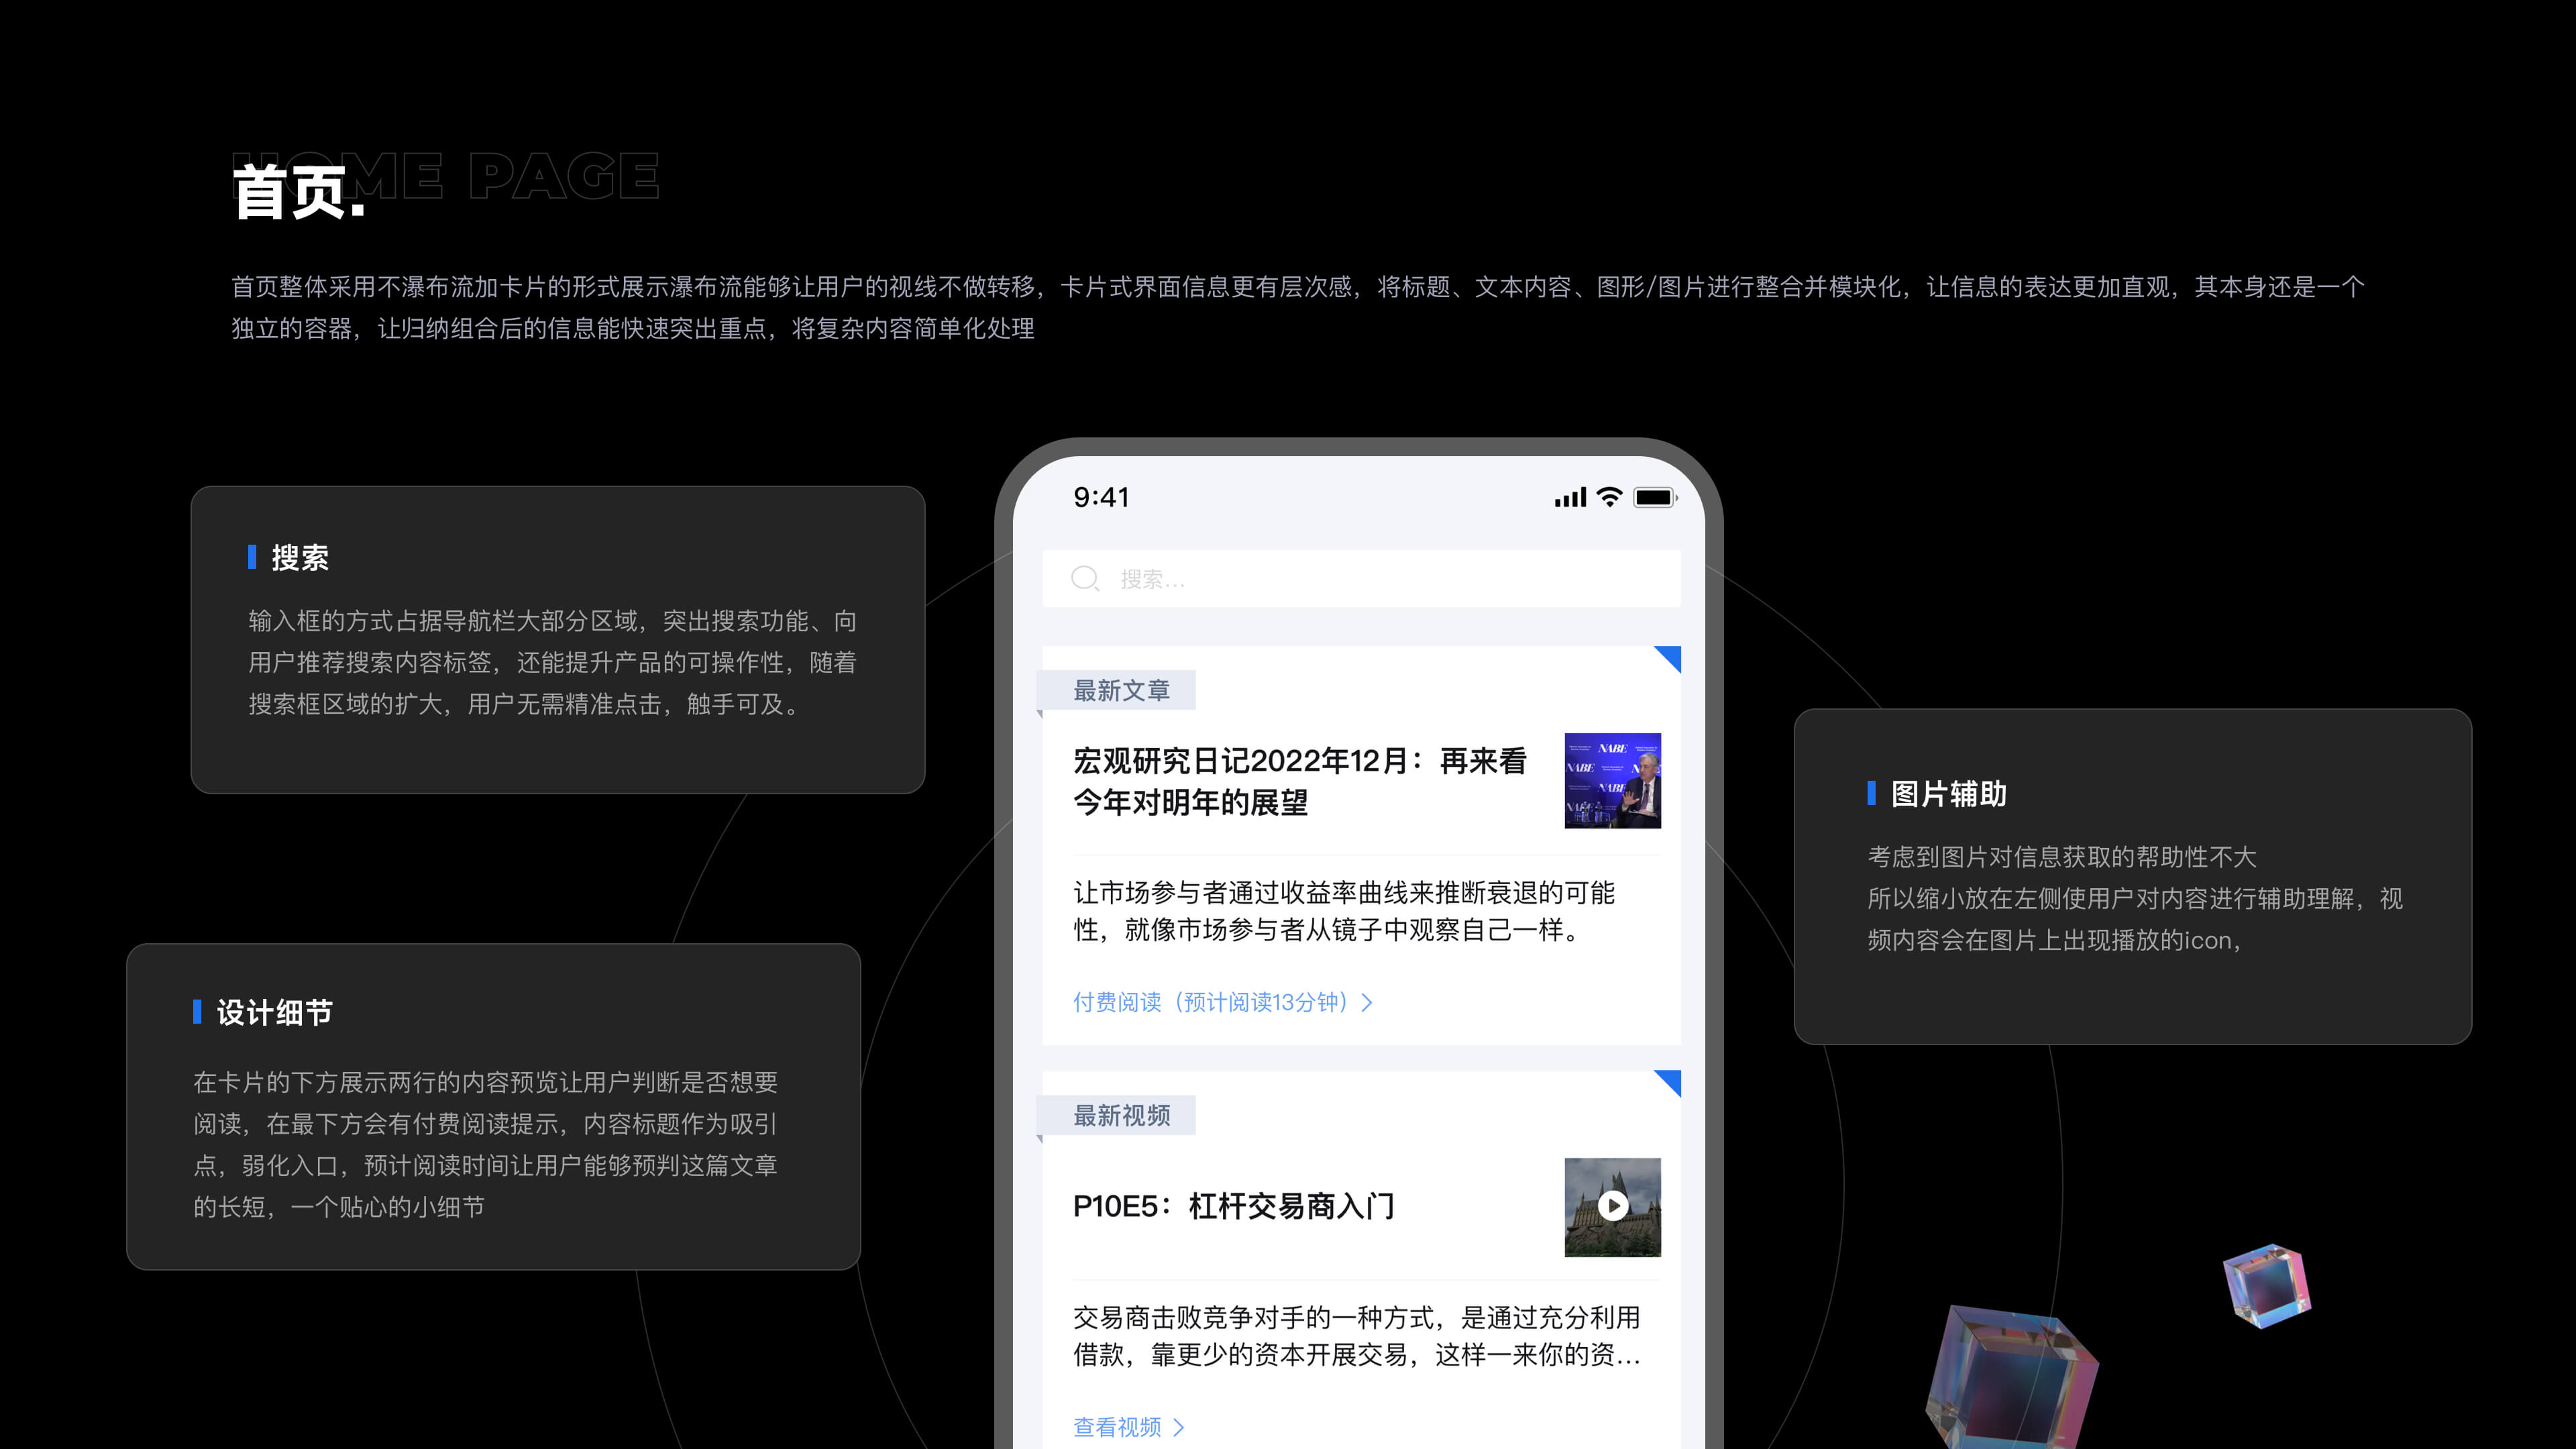 HOME PAGE
首页.
首页整体采用不瀑布流加卡片的形式展示瀑布流能够让用户的视线不做转移，卡片式界面信息更有层次感，将标题、文本内容、图形/图片进行整合并模块化，让信息的表达更加直观，其本身还是一个
独立的容器，让归纳组合后的信息能快速突出重点，将复杂内容简单化处理
搜索
输入框的方式占据导航栏大部分区域，突出搜索功能、向
用户推荐搜索内容标签，还能提升产品的可操作性，随着
搜索框区域的扩大，用户无需精准点击，触手可及。
设计细节
在卡片的下方展示两行的内容预览让用户判断是否想要
阅读，在最下方会有付费阅读提示，内容标题作为吸引
点，弱化入口，预计阅读时间让用户能够预判这篇文章
的长短，一个贴心的小细节
9:41
搜索...
最新文章
宏观研究日记2022年12月：再来看
今年对明年的展望
NABE
NABE
NABE
NABE
让市场参与者通过收益率曲线来推断衰退的可能
性，就像市场参与者从镜子中观察自己一样。
付费阅读（预计阅读13分钟）
最新视频
P10E5：杠杆交易商入门
交易商击败竞争对手的一种方式，是通过充分利用
借款，靠更少的资本开展交易，这样一来你的资...
查看视频
图片辅助
考虑到图片对信息获取的帮助性不大
所以缩小放在左侧使用户对内容进行辅助理解，视
频内容会在图片上出现播放的icon，